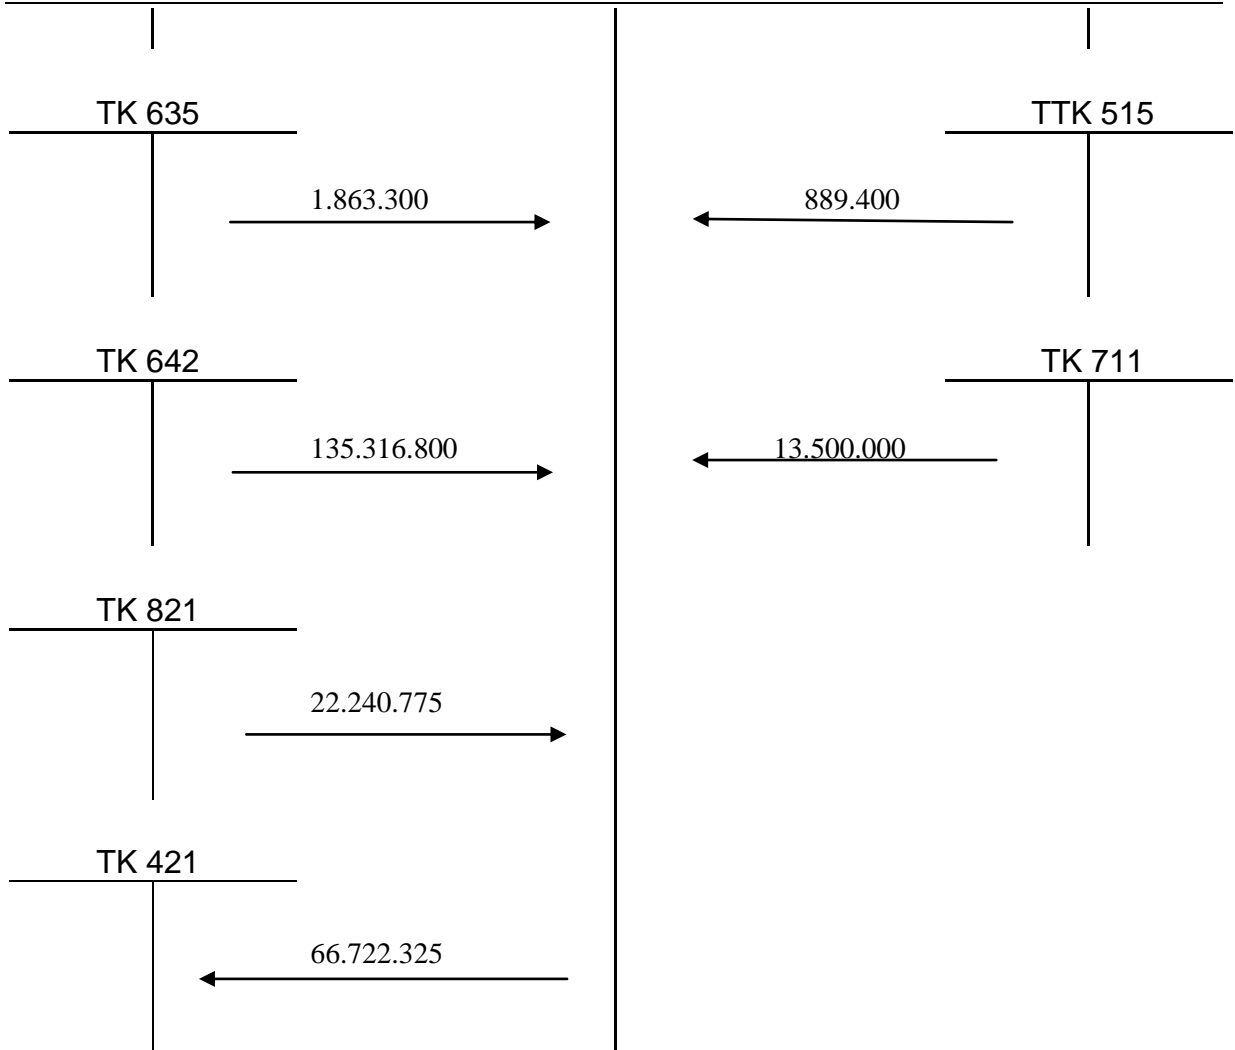 TK 635
TTK 515
1.863.300
889.400
TK 642
TK 711
135.316.800
13.500.000
TK 821
22.240.775
TK 421
66.722.325